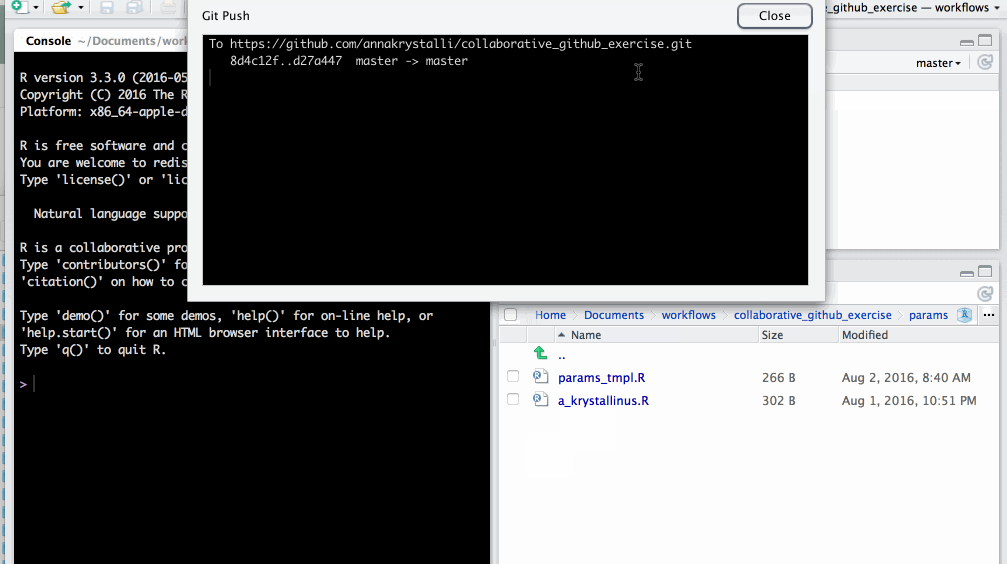 Git Push
Close
_github_exercise — workflows
To https://github.com/annakrystalli/collaborative_github_exercise.git
8d4c12f..d27a447  master -> master
Console ~/Documents/work
R version 3.3.0 (2016-05
Copyright (C) 2016 The R
Platform: x86_64-apple-d
R is free software and c
You are welcome to redis
Type 'license()' or 'lic
Natural language suppo
R is a collaborative pro
Type 'contributors()' fo
'citation()' on how to c
Type 'demo()' for some demos, 'help()' for on-line help, or
'help.start()' for an HTML browser interface to help.
Type 'q()' to quit R.
>
master
Home Documents workflows collaborative_github_exercise params R ...
Name Size Modified
..
params_tmpl.R 266 B Aug 2, 2016, 8:40 AM
a_krystallinus.R 302 B Aug 1, 2016, 10:51 PM